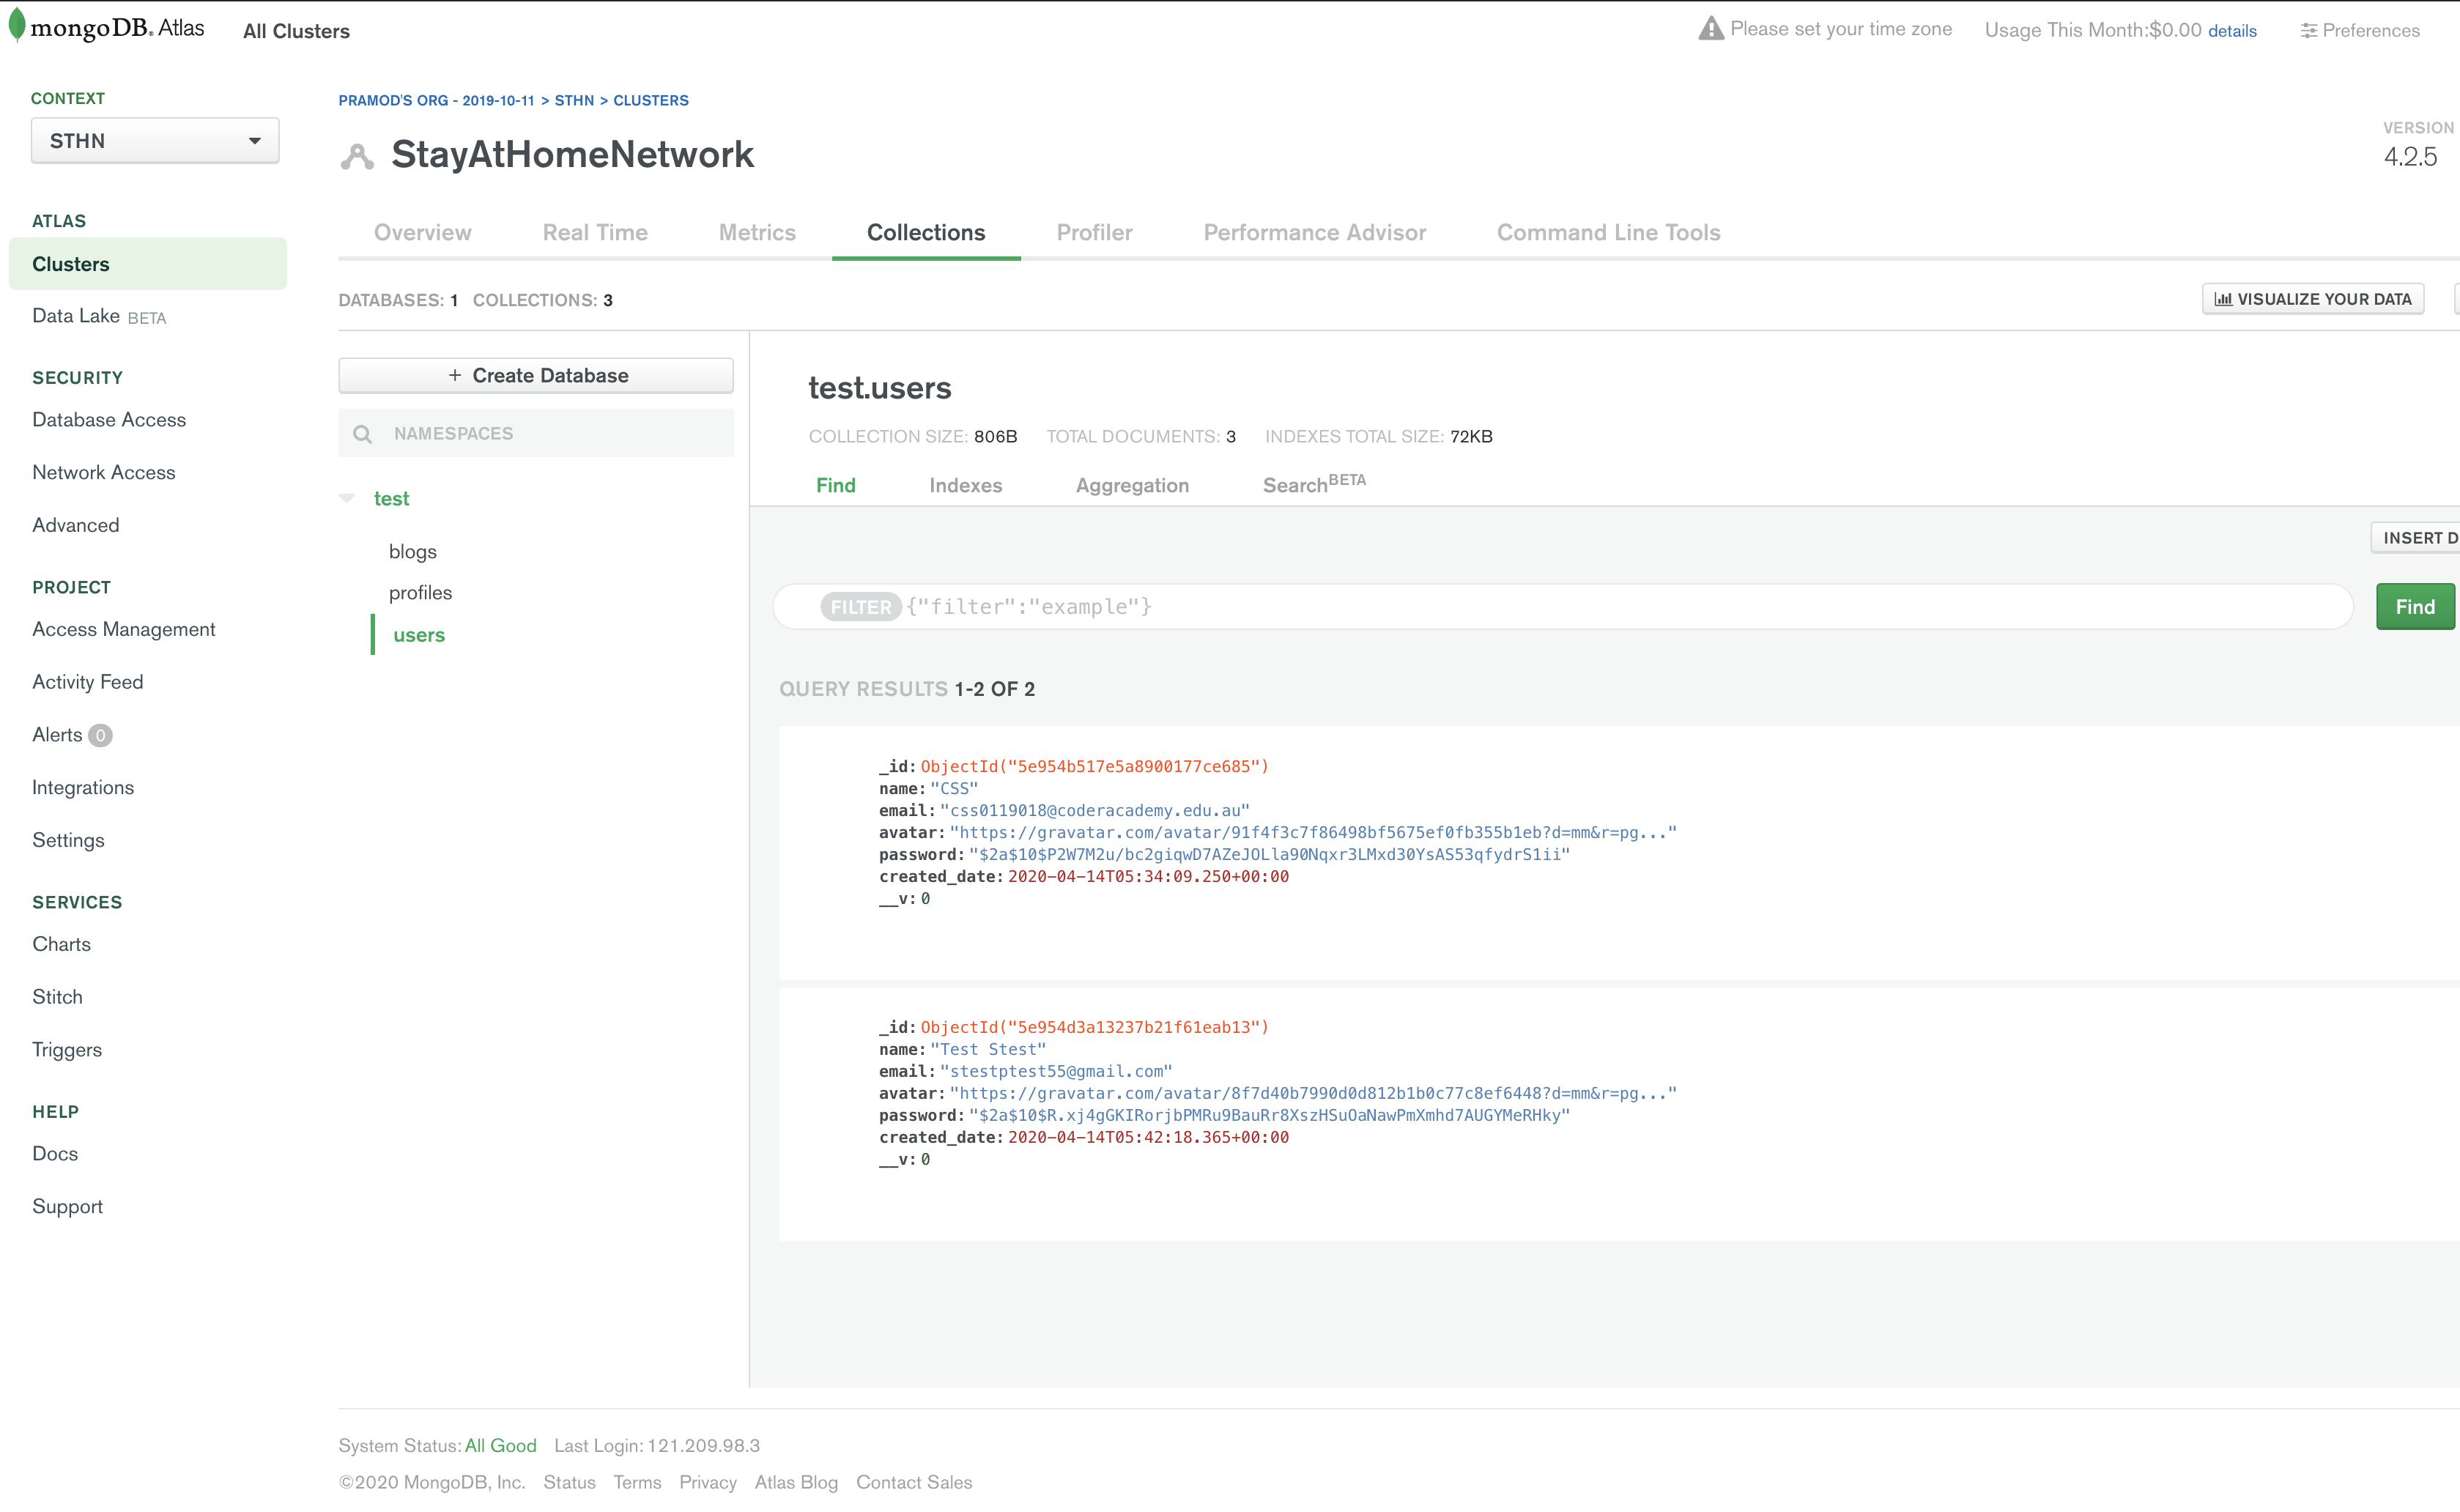 mongoDB. Atlas
All Clusters
Please set your time zone
Usage This Month:$0.00 details
Preferences
CONTEXT
STHN
ATLAS
Clusters
Data Lake BETA
SECURITY
Database Access
Network Access
Advanced
PROJECT
Access Management
Activity Feed
Alerts 0
Integrations
Settings
SERVICES
Charts
Stitch
Triggers
HELP
Docs
Support
PRAMOD'S ORG - 2019-10-11 > STHN > CLUSTERS
StayAtHomeNetwork
VERSION
4.2.5
Overview Real Time Metrics Collections Profiler Performance Advisor Command Line Tools
DATABASES: 1 COLLECTIONS: 3
VISUALIZE YOUR DATA
+ Create Database
NAMESPACES
test
blogs
profiles
users
test.users
COLLECTION SIZE: 806B TOTAL DOCUMENTS: 3 INDEXES TOTAL SIZE: 72KB
Find Indexes Aggregation Search BETA
INSERT D
FILTER {"filter":"example"}
Find
QUERY RESULTS 1-2 OF 2
_id: ObjectId("5e954b517e5a8900177ce685")
name: "CSS"
email: "css0119018@coderacademy.edu.au"
avatar: "https://gravatar.com/avatar/91f4f3c7f86498bf5675ef0fb355b1eb?d=mm&r=pg..."
password: "$2a$10$P2W7M2u/bc2giqwD7AZeJOLla90Nqxr3LMxd30YsAS53qfydrS1ii"
created_date: 2020-04-14T05:34:09.250+00:00
__v: 0
_id: ObjectId("5e954d3a13237b21f61eab13")
name: "Test Stest"
email: "stestptest55@gmail.com"
avatar: "https://gravatar.com/avatar/8f7d40b7990d0d812b1b0c77c8ef6448?d=mm&r=pg..."
password: "$2a$10$R.xj4gGKIRorjbPMRu9BauRr8XszHSuOaNawPmXmhd7AUGYMeRHky"
created_date: 2020-04-14T05:42:18.365+00:00
__v: 0
System Status: All Good Last Login: 121.209.98.3
©2020 MongoDB, Inc. Status Terms Privacy Atlas Blog Contact Sales